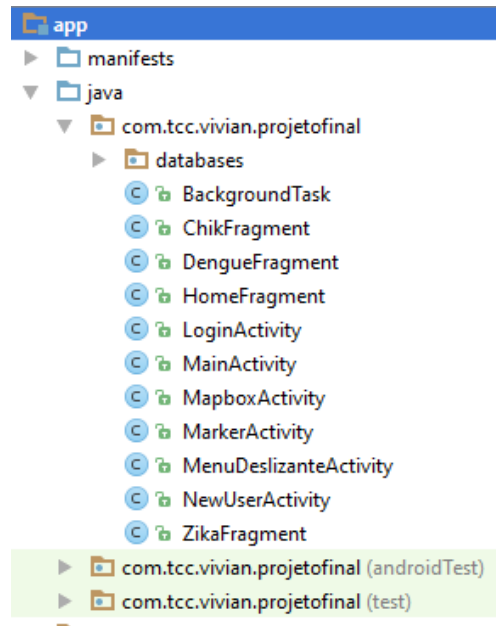 app
manifests
java
com.tcc.vivian.projetofinal
databases
C BackgroundTask
C ChikFragment
C DengueFragment
C HomeFragment
C LoginActivity
C MainActivity
C MapboxActivity
C MarkerActivity
C MenuDeslizanteActivity
C NewUserActivity
C ZikaFragment
com.tcc.vivian.projetofinal (androidTest)
com.tcc.vivian.projetofinal (test)